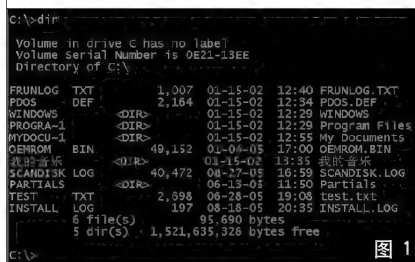 C:\>dir
Volume in drive C has no label
Volume Serial Number is 0E21-13EE
Directory of C:\
FRUNLOG TXT 1,007 01-15-02 12:40 FRUNLOG.TXT
PDOS DEF 2,164 01-15-02 12:34 PDOS.DEF
WINDOWS <DIR> 01-15-02 12:29 WINDOWS
PROGRA~1 <DIR> 01-15-02 12:29 Program Files
MYDOCU~1 <DIR> 01-15-02 12:55 My Documents
OEMROM BIN 49,152 01-04-05 17:00 OEMROM.BIN
我的音乐 <DIR> 01-15-02 13:35 我的音乐
SCANDISK LOG 40,472 08-27-05 16:59 SCANDISK.LOG
PARTIALS <DIR> 06-13-05 11:50 Partials
TEST TXT 2,698 06-28-05 19:08 test.txt
INSTALL LOG 197 08-18-05 20:35 INSTALL.LOG
6 file(s) 95,690 bytes
5 dir(s) 1,521,635,328 bytes free
C:\>
图 1